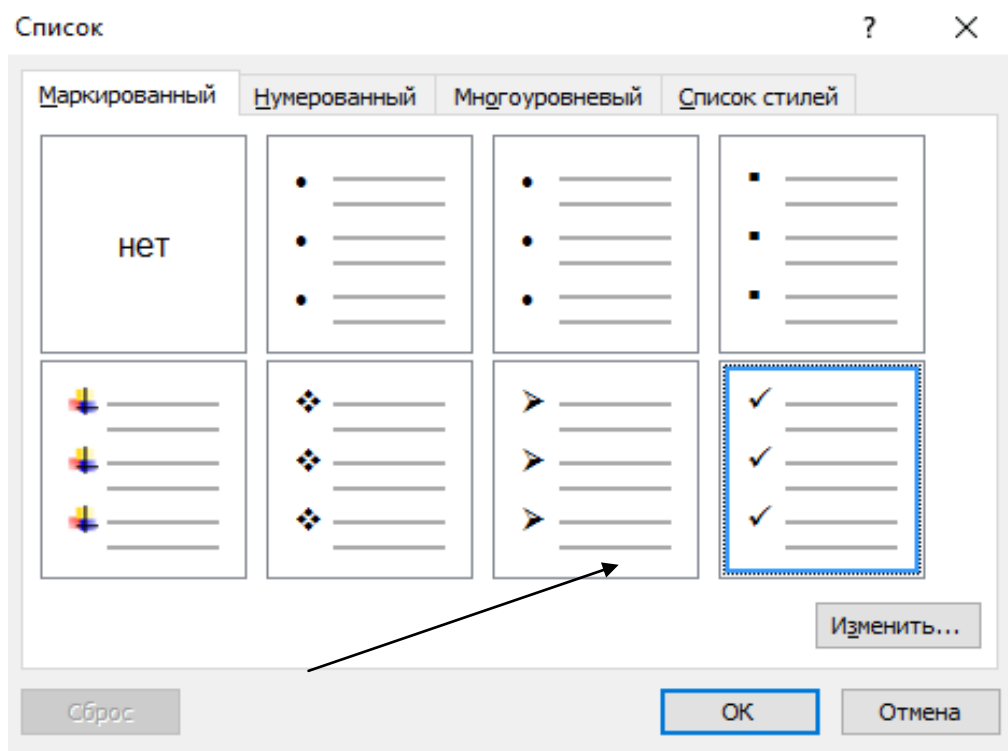 Список
Маркированный Нумерованный Многоуровневый Список стилей
нет
Изменить...
Сброс ОК Отмена